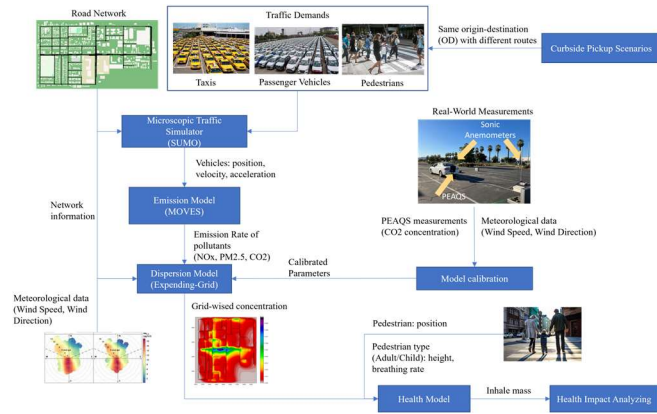 Road Network
Traffic Demands
Taxis
Passenger Vehicles
Pedestrians
Same origin-destination
(OD) with different routes
Curbside Pickup Scenarios
Microscopic Traffic
Simulator
(SUMO)
Real-World Measurements
Sonic
Anemometers
PEAQS
Vehicles: position,
velocity, acceleration
Network
information
Emission Model
(MOVES)
Emission Rate of
pollutants
(NOx, PM2.5, CO2)
PEAQS measurements
(CO2 concentration)
Meteorological data
(Wind Speed, Wind Direction)
Calibrated
Parameters
Dispersion Model
(Expending-Grid)
Model calibration
Meteorological data
(Wind Speed, Wind
Direction)
Grid-wised concentration
Pedestrian: position
Pedestrian type
(Adult/Child): height,
breathing rate
Health Model
Inhale mass
Health Impact Analyzing